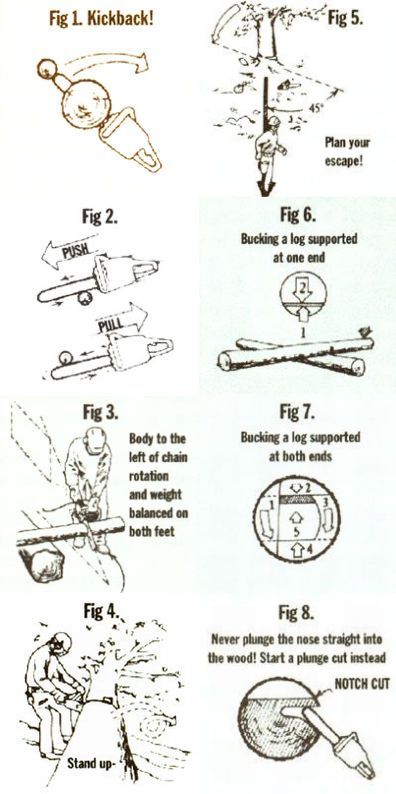 Fig 1. Kickback!
Fig 5.
45°
Plan your
escape!
Fig 2.
PUSH
PULL
Fig 6.
Bucking a log supported
at one end
2
1
Fig 3.
Body to the
left of chain
rotation
and weight
balanced on
both feet
Fig 7.
Bucking a log supported
at both ends
2
1
3
5
4
Fig 4.
Stand up-
Fig 8.
Never plunge the nose straight into
the wood! Start a plunge cut instead
NOTCH CUT